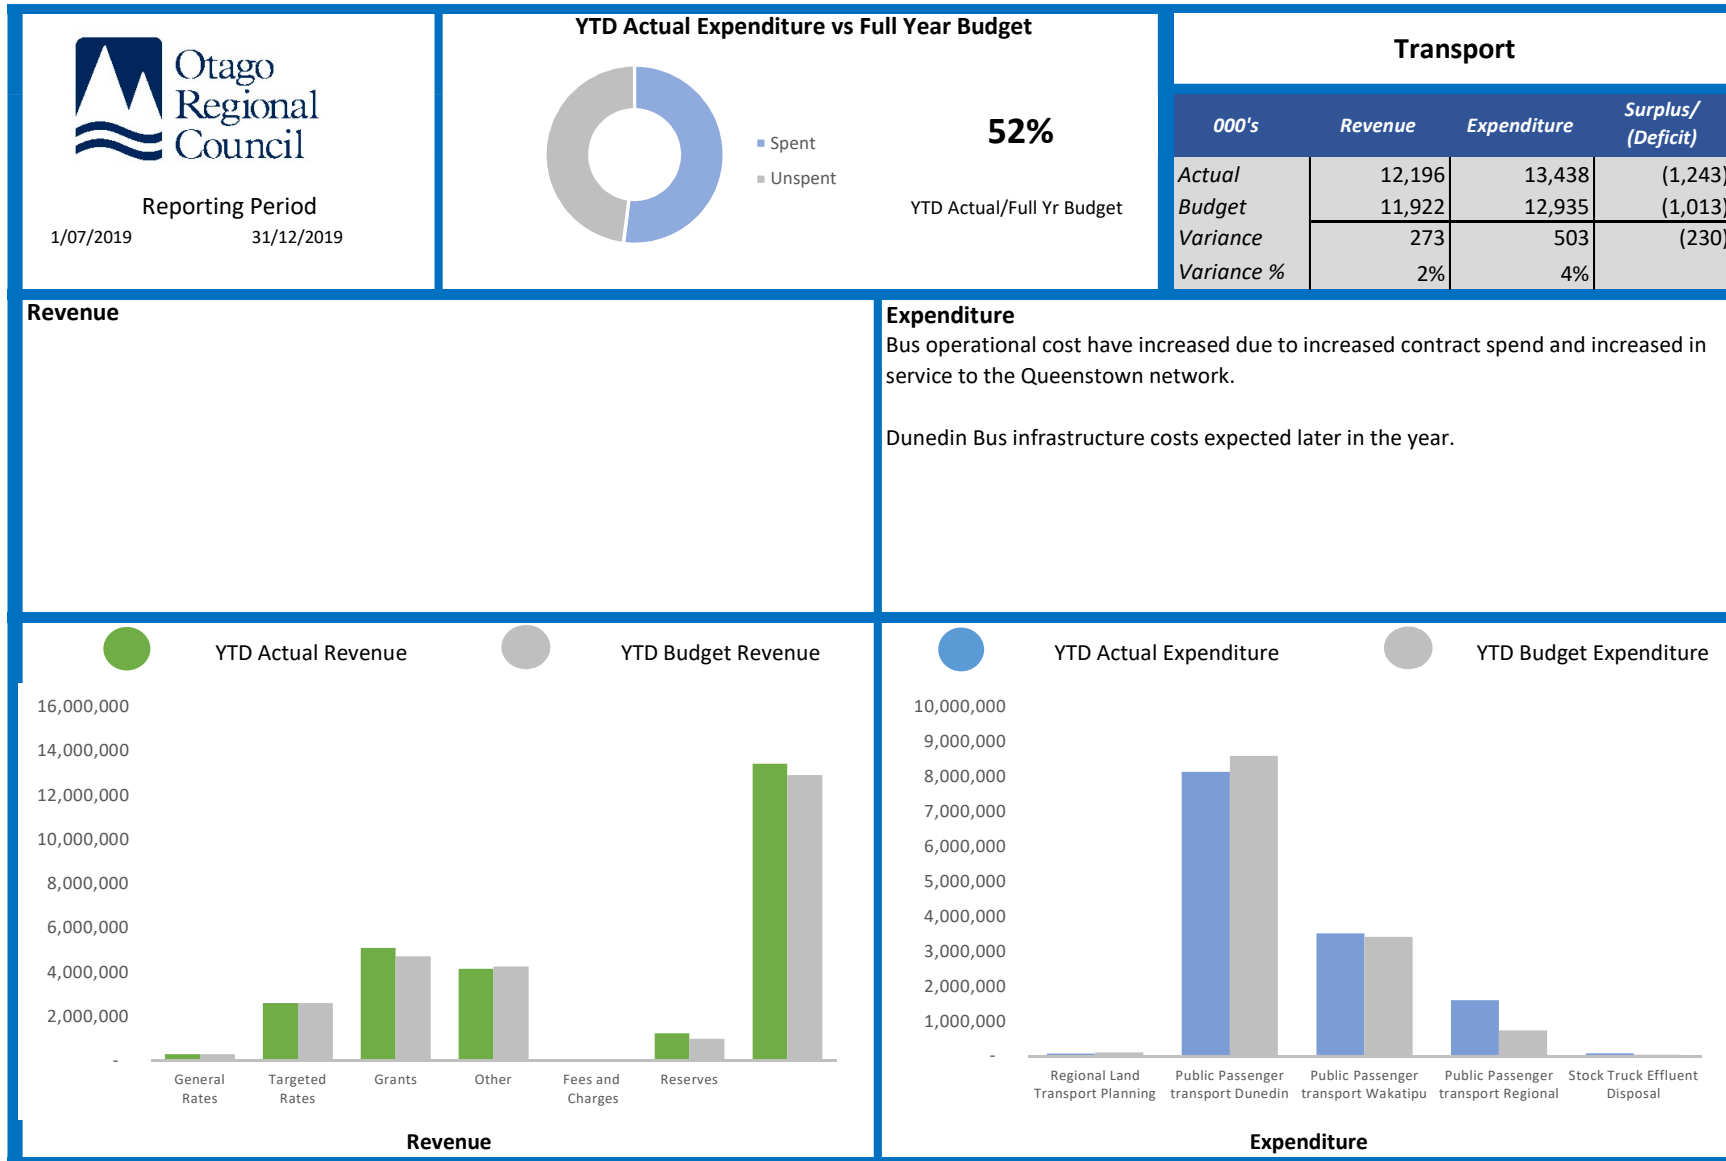 Otago
Regional
Council
Reporting Period
1/07/2019 31/12/2019
YTD Actual Expenditure vs Full Year Budget
Spent
Unspent
52%
YTD Actual/Full Yr Budget
Transport
000's Revenue Expenditure Surplus/
(Deficit)
Actual 12,196 13,438 (1,243)
Budget 11,922 12,935 (1,013)
Variance 273 503 (230)
Variance % 2% 4%
Revenue
Expenditure
Bus operational cost have increased due to increased contract spend and increased in
service to the Queenstown network.
Dunedin Bus infrastructure costs expected later in the year.
YTD Actual Revenue YTD Budget Revenue
16,000,000
14,000,000
12,000,000
10,000,000
8,000,000
6,000,000
4,000,000
2,000,000
-
General
Rates
Targeted
Rates
Grants
Other
Fees and
Charges
Reserves
Revenue
YTD Actual Expenditure YTD Budget Expenditure
10,000,000
9,000,000
8,000,000
7,000,000
6,000,000
5,000,000
4,000,000
3,000,000
2,000,000
1,000,000
-
Regional Land
Transport Planning
Public Passenger
transport Dunedin
Public Passenger
transport Wakatipu
Public Passenger
transport Regional
Stock Truck Effluent
Disposal
Expenditure